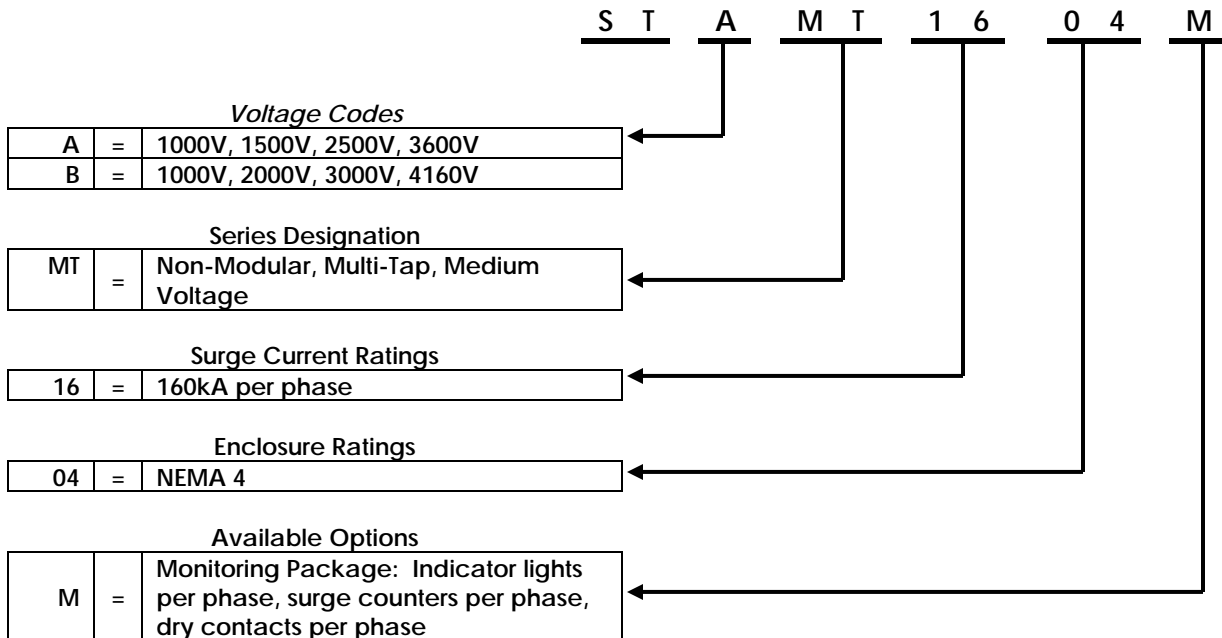 S T A M T 1 6 0 4 M
Voltage Codes
A = 1000V, 1500V, 2500V, 3600V
B = 1000V, 2000V, 3000V, 4160V
Series Designation
MT = Non-Modular, Multi-Tap, Medium
Voltage
Surge Current Ratings
16 = 160kA per phase
Enclosure Ratings
04 = NEMA 4
Available Options
M = Monitoring Package: Indicator lights
per phase, surge counters per phase,
dry contacts per phase